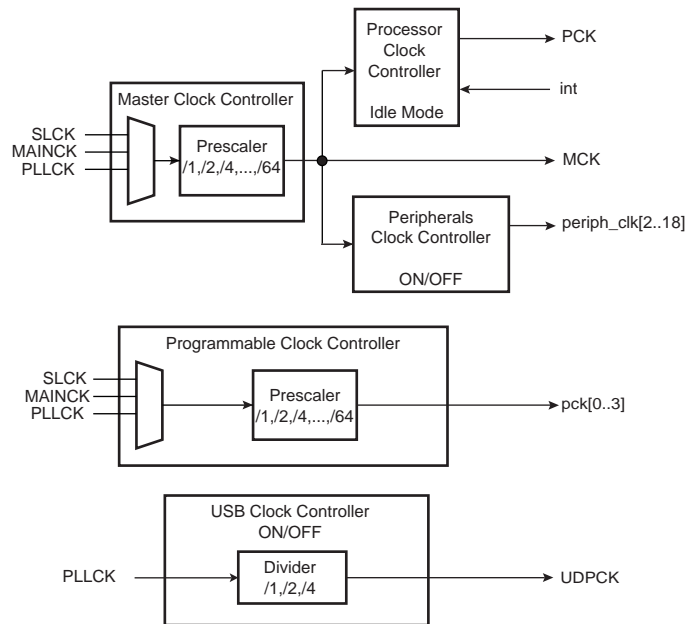 Processor
Clock
Controller
Idle Mode
PCK
int
Master Clock Controller
SLCK
MAINCK
PLLCK
Prescaler
/1,/2,/4,...,/64
MCK
Peripherals
Clock Controller
ON/OFF
periph_clk[2..18]
Programmable Clock Controller
SLCK
MAINCK
PLLCK
Prescaler
/1,/2,/4,...,/64
pck[0..3]
USB Clock Controller
ON/OFF
PLLCK
Divider
/1,/2,/4
UDPCK